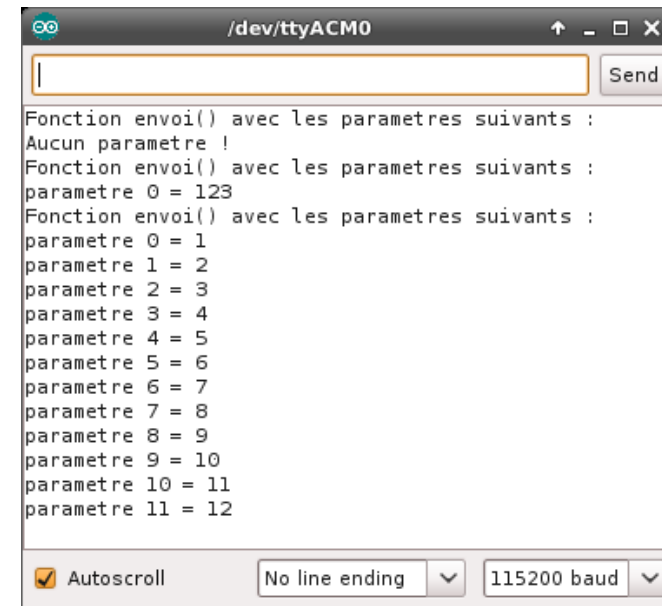 /dev/ttyACM0
Send
Fonction envoi() avec les parametres suivants :
Aucun parametre !
Fonction envoi() avec les parametres suivants :
parametre 0 = 123
Fonction envoi() avec les parametres suivants :
parametre 0 = 1
parametre 1 = 2
parametre 2 = 3
parametre 3 = 4
parametre 4 = 5
parametre 5 = 6
parametre 6 = 7
parametre 7 = 8
parametre 8 = 9
parametre 9 = 10
parametre 10 = 11
parametre 11 = 12
Autoscroll No line ending 115200 baud